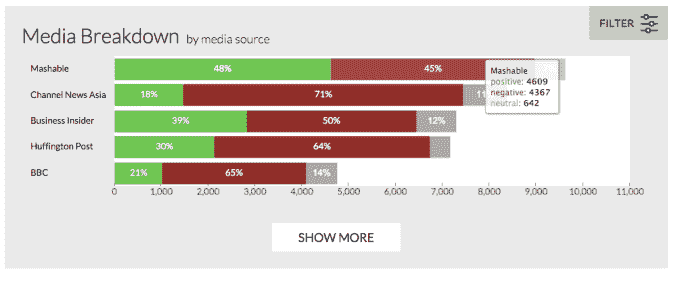 FILTER
Media Breakdown by media source
Mashable 48% 45%
Mashable
positive: 4609
negative: 4367
neutral: 642
Channel News Asia 18% 71% 11
Business Insider 39% 50% 12%
Huffington Post 30% 64%
BBC 21% 65% 14%
0 1,000 2,000 3,000 4,000 5,000 6,000 7,000 8,000 9,000 10,000 11,000
SHOW MORE